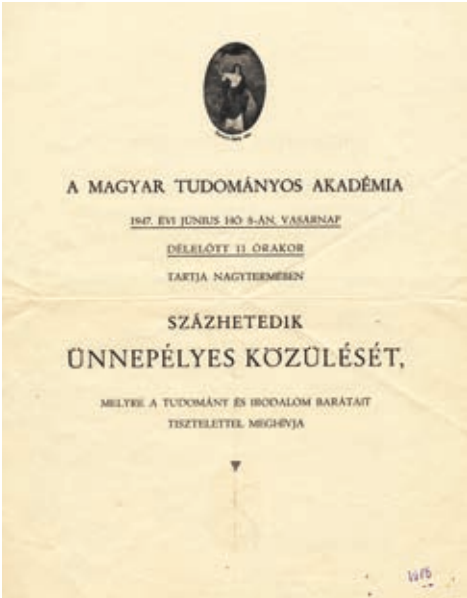 A MAGYAR TUDOMÁNYOS AKADÉMIA
1947. ÉVI JÚNIUS HÓ 8-ÁN, VASÁRNAP
DÉLELŐTT 11 ÓRAKOR
TARTJA NAGYTERMÉBEN
SZÁZHETEDIK
ÜNNEPÉLYES KÖZÜLÉSÉT,
MELYRE A TUDOMÁNY ÉS IRODALOM BARÁTAIT
TISZTELETTEL MEGHÍVJA